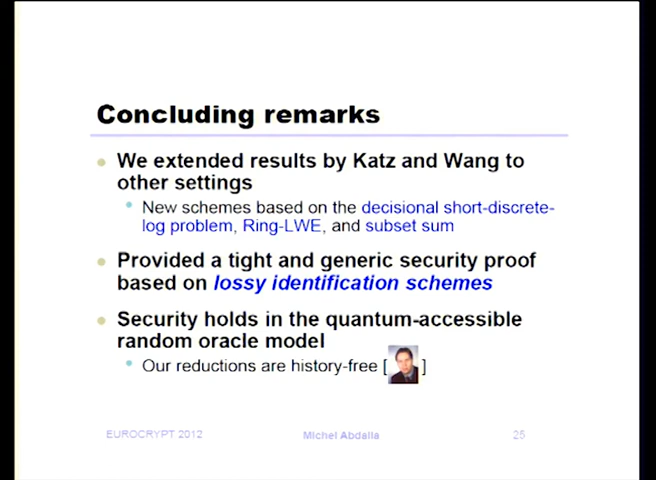 Concluding remarks
We extended results by Katz and Wang to
other settings
New schemes based on the decisional short-discrete-
log problem, Ring-LWE, and subset sum
Provided a tight and generic security proof
based on lossy identification schemes
Security holds in the quantum-accessible
random oracle model
Our reductions are history-free [ ]
EUROCRYPT 2012
Michel Abdalla
25